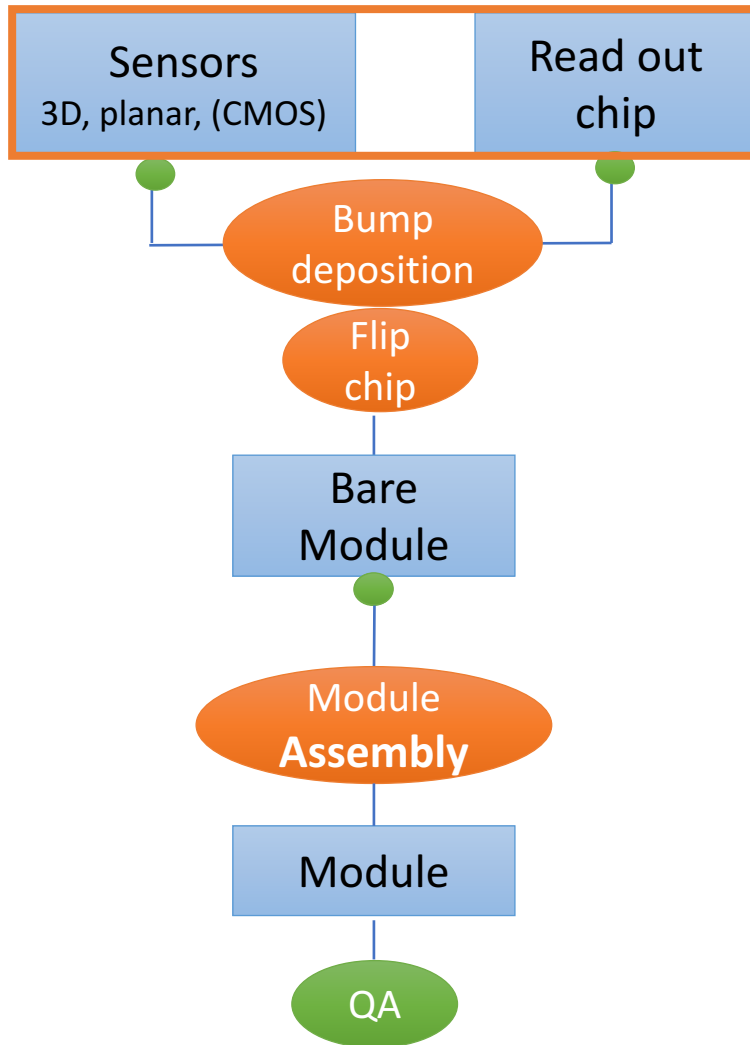 Sensors
3D, planar, (CMOS)
Read out
chip
Bump
deposition
Flip
chip
Bare
Module
Module
Assembly
Module
QA